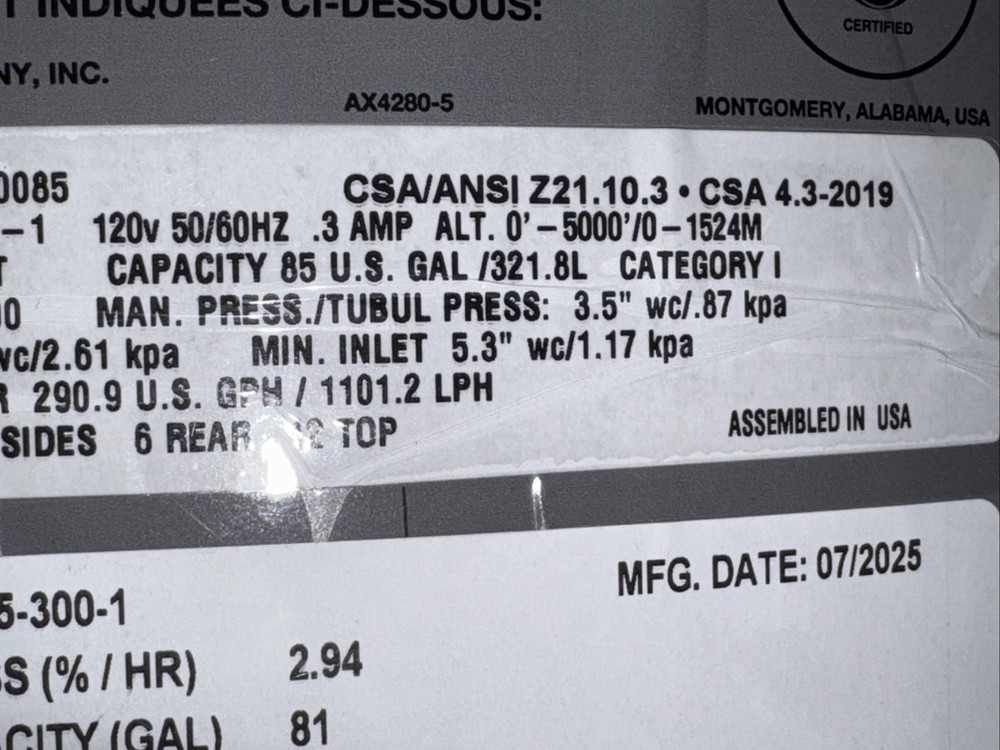 T INDIQUÉES CI-DESSOUS:
CERTIFIED
NY, INC.
AX4280-5
MONTGOMERY, ALABAMA, USA
0085 CSA/ANSI Z21.10.3 • CSA 4.3-2019
–1 120v 50/60HZ .3 AMP ALT. 0'–5000'/0–1524M
T CAPACITY 85 U.S. GAL /321.8L CATEGORY I
00 MAN. PRESS./TUBUL PRESS: 3.5" wc/.87 kpa
wc/2.61 kpa MIN. INLET 5.3" wc/1.17 kpa
R 290.9 U.S. GPH / 1101.2 LPH
SIDES 6 REAR 12 TOP
ASSEMBLED IN USA
MFG. DATE: 07/2025
5-300-1
SS (% / HR) 2.94
CITY (GAL) 81